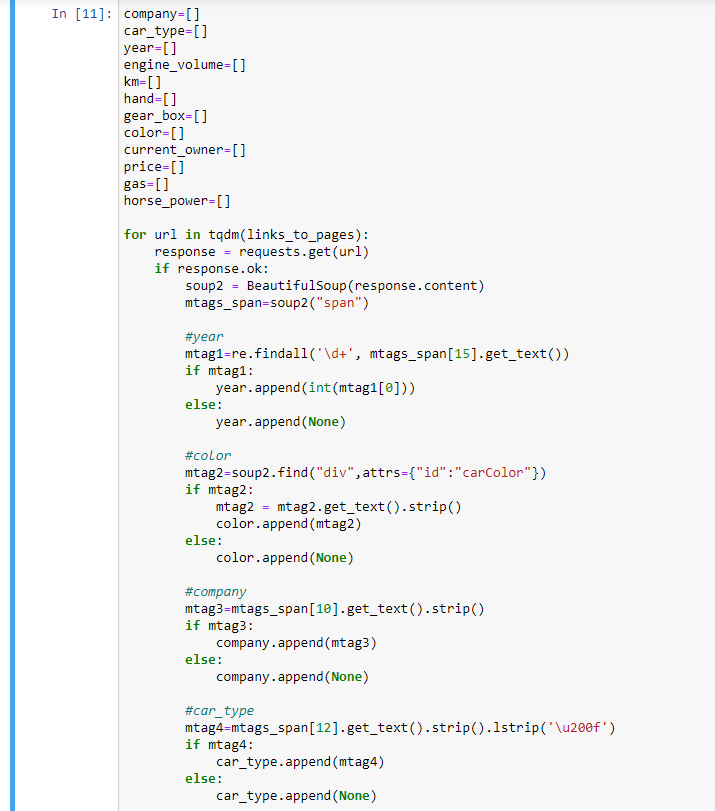 In [11]: company=[]
car_type=[]
year=[]
engine_volume=[]
km=[]
hand=[]
gear_box=[]
color=[]
current_owner=[]
price=[]
gas=[]
horse_power=[]

for url in tqdm(links_to_pages):
    response = requests.get(url)
    if response.ok:
        soup2 = BeautifulSoup(response.content)
        mtags_span=soup2("span")

        #year
        mtag1=re.findall('\d+', mtags_span[15].get_text())
        if mtag1:
            year.append(int(mtag1[0]))
        else:
            year.append(None)

        #color
        mtag2=soup2.find("div",attrs={"id":"carColor"})
        if mtag2:
            mtag2 = mtag2.get_text().strip()
            color.append(mtag2)
        else:
            color.append(None)

        #company
        mtag3=mtags_span[10].get_text().strip()
        if mtag3:
            company.append(mtag3)
        else:
            company.append(None)

        #car_type
        mtag4=mtags_span[12].get_text().strip().lstrip('\u200f')
        if mtag4:
            car_type.append(mtag4)
        else:
            car_type.append(None)